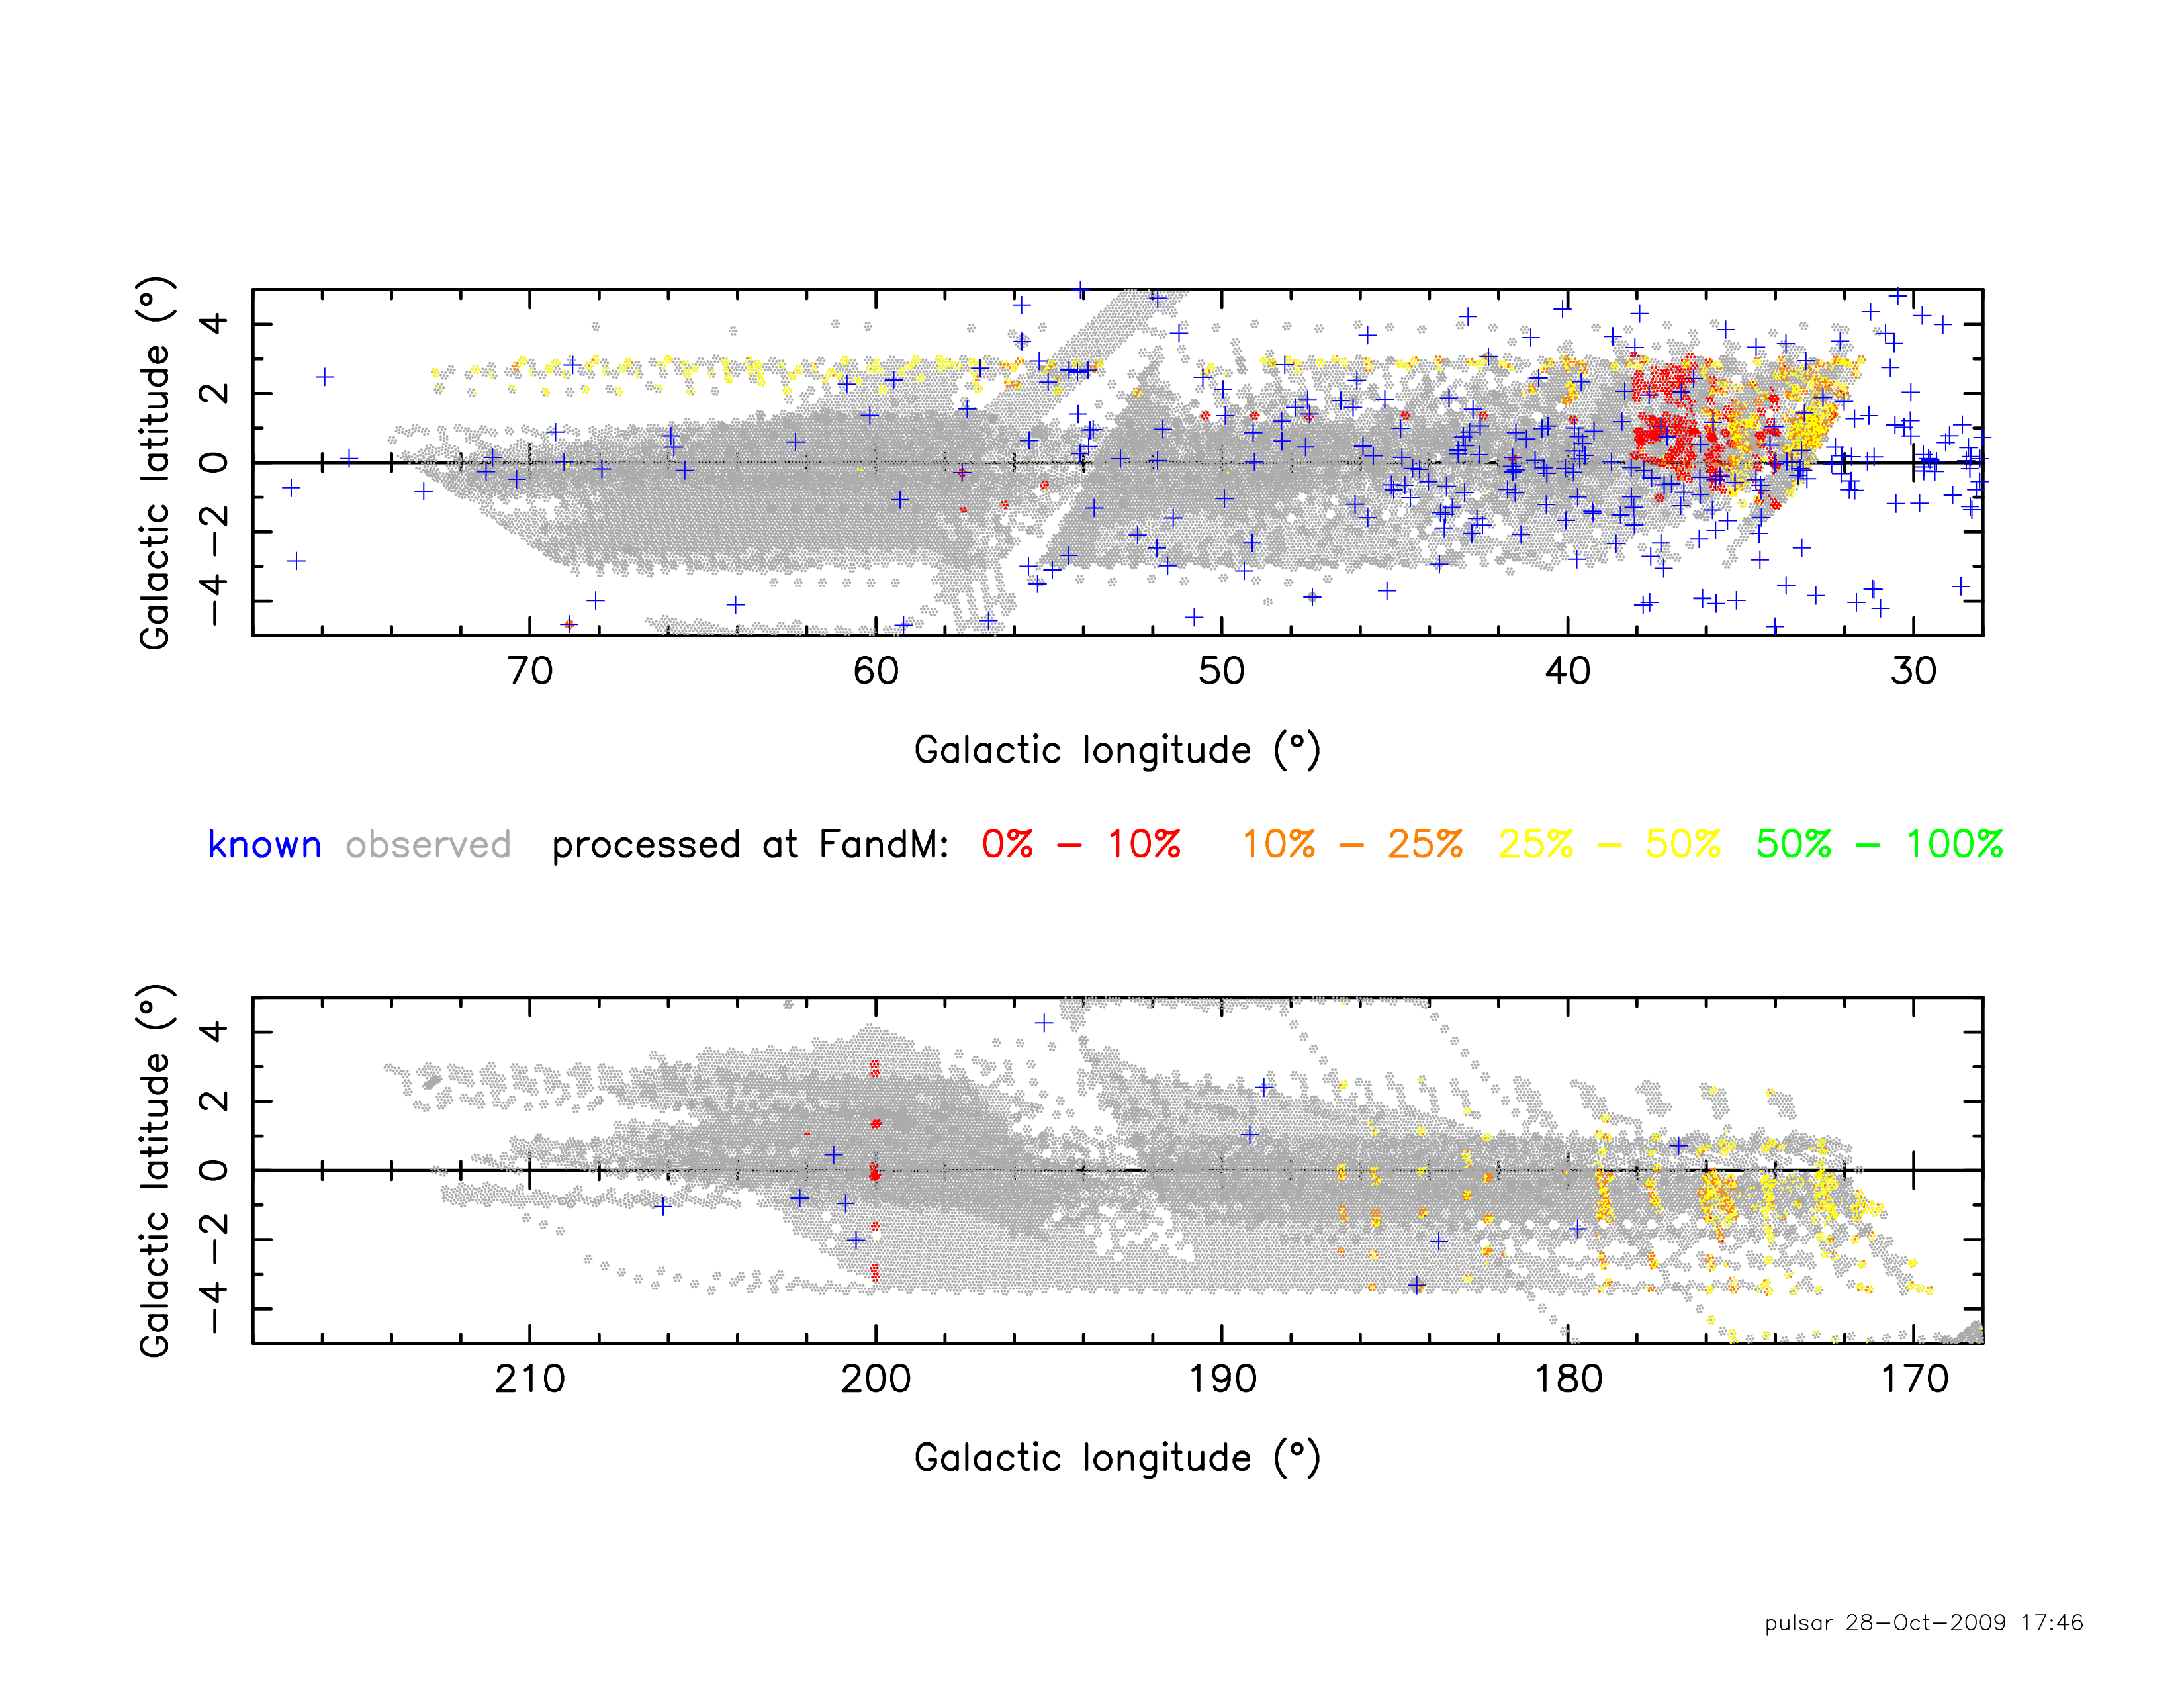 Galactic latitude (°)
4
2
0
−2
−4
70 60 50 40 30
Galactic longitude (°)
known observed processed at FandM: 0% − 10% 10% − 25% 25% − 50% 50% − 100%
Galactic latitude (°)
4
2
0
−2
−4
210 200 190 180 170
Galactic longitude (°)
pulsar 28−Oct−2009 17:46